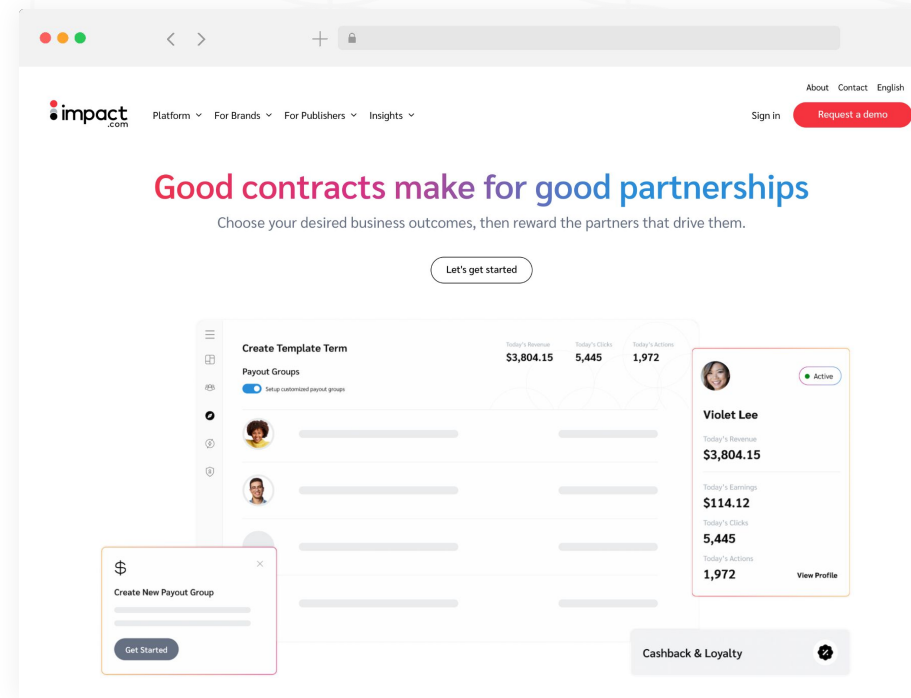 About Contact English
impact
.com
Platform For Brands For Publishers Insights
Sign in
Request a demo
Good contracts make for good partnerships
Choose your desired business outcomes, then reward the partners that drive them.
Let's get started
Create Template Term
Payout Groups
Setup customized payout groups
Today's Revenue Today's Clicks Today's Actions
$3,804.15 5,445 1,972
Active
Violet Lee
Today's Revenue
$3,804.15
Today's Earnings
$114.12
Today's Clicks
5,445
Today's Actions
1,972
View Profile
$
Create New Payout Group
Get Started
Cashback & Loyalty